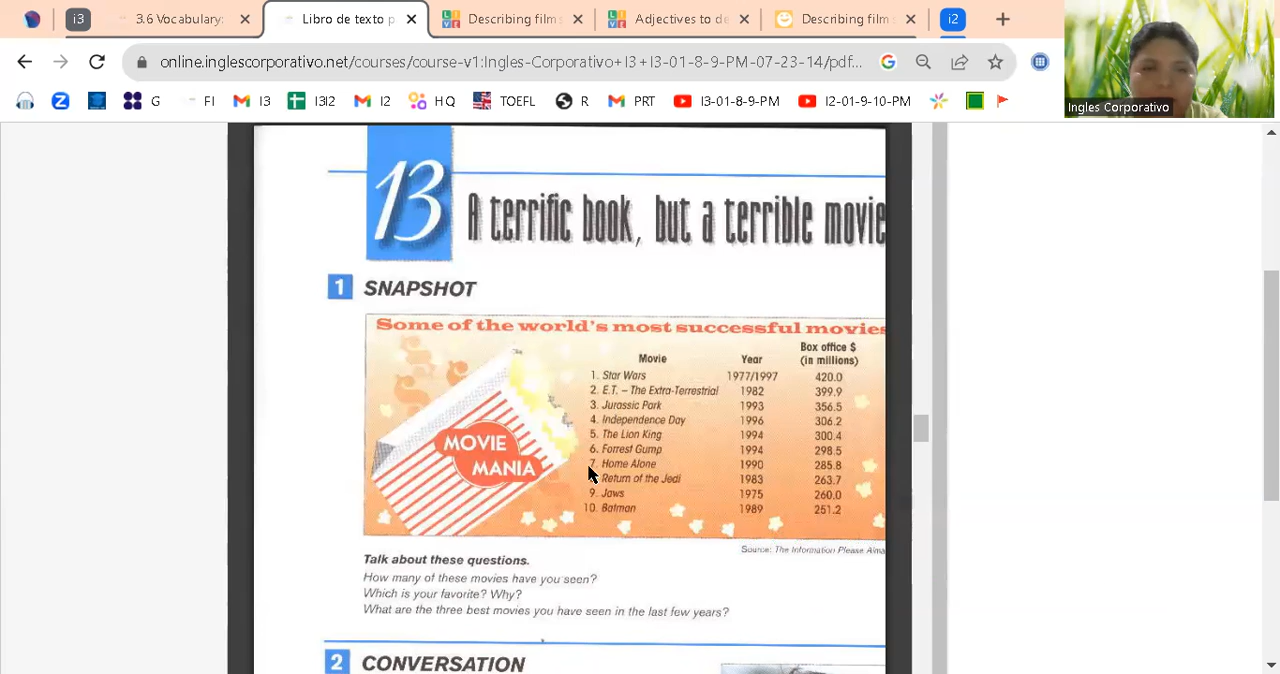 i3
3.6 Vocabulary:
Libro de texto p
Describing film
Adjectives to de
Describing film
i2
online.inglescorporativo.net/courses/course-v1:Ingles-Corporativo+I3+I3-01-8-9-PM-07-23-14/pdf...
G
FI
I3
I3I2
I2
HQ
TOEFL
R
PRT
I3-01-8-9-PM
I2-01-9-10-PM
Ingles Corporativo
13
A terrific book, but a terrible movie
1 SNAPSHOT
Some of the world's most successful movies
MOVIE
MANIA
Movie Year Box office $ (in millions)
1. Star Wars 1977/1997 420.0
2. E.T. – The Extra-Terrestrial 1982 399.9
3. Jurassic Park 1993 356.5
4. Independence Day 1996 306.2
5. The Lion King 1994 300.4
6. Forrest Gump 1994 298.5
7. Home Alone 1990 285.8
Return of the Jedi 1983 263.7
9. Jaws 1975 260.0
10. Batman 1989 251.2
Source: The Information Please Alma
Talk about these questions.
How many of these movies have you seen?
Which is your favorite? Why?
What are the three best movies you have seen in the last few years?
2 CONVERSATION